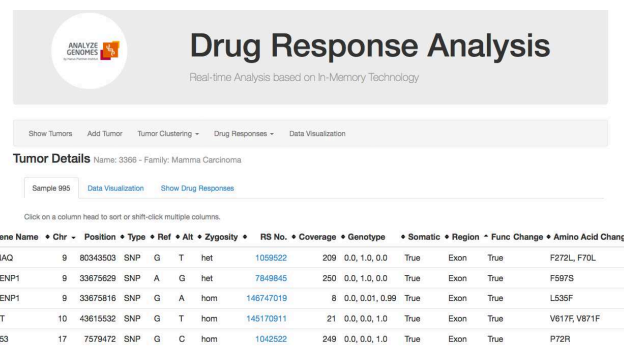 ANALYZE
GENOMES
Drug Response Analysis
Real-time Analysis based on In-Memory Technology
Show Tumors Add Tumor Tumor Clustering Drug Responses Data Visualization
Tumor Details Name: 3366 - Family: Mamma Carcinoma
Sample 995 Data Visualization Show Drug Responses
Click on a column head to sort or shift-click multiple columns.
ene Name Chr Position Type Ref Alt Zygosity RS No. Coverage Genotype Somatic Region Func Change Amino Acid Chang
AQ 9 80343503 SNP G T het 1059522 209 0.0, 1.0, 0.0 True Exon True F272L, F70L
ENP1 9 33675629 SNP A G het 7849845 250 0.0, 1.0, 0.0 True Exon True F597S
ENP1 9 33675816 SNP G A hom 146747019 8 0.0, 0.01, 0.99 True Exon True L535F
T 10 43615532 SNP G T hom 145170911 21 0.0, 0.0, 1.0 True Exon True V617F, V871F
53 17 7579472 SNP G C hom 1042522 249 0.0, 0.0, 1.0 True Exon True P72R